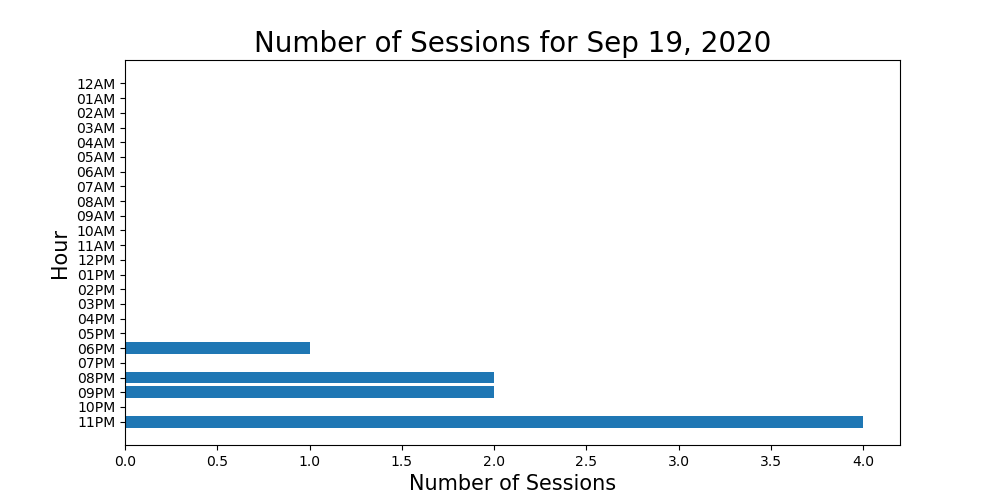 Number of Sessions for Sep 19, 2020
Hour
12AM
01AM
02AM
03AM
04AM
05AM
06AM
07AM
08AM
09AM
10AM
11AM
12PM
01PM
02PM
03PM
04PM
05PM
06PM
07PM
08PM
09PM
10PM
11PM
0.0 0.5 1.0 1.5 2.0 2.5 3.0 3.5 4.0
Number of Sessions